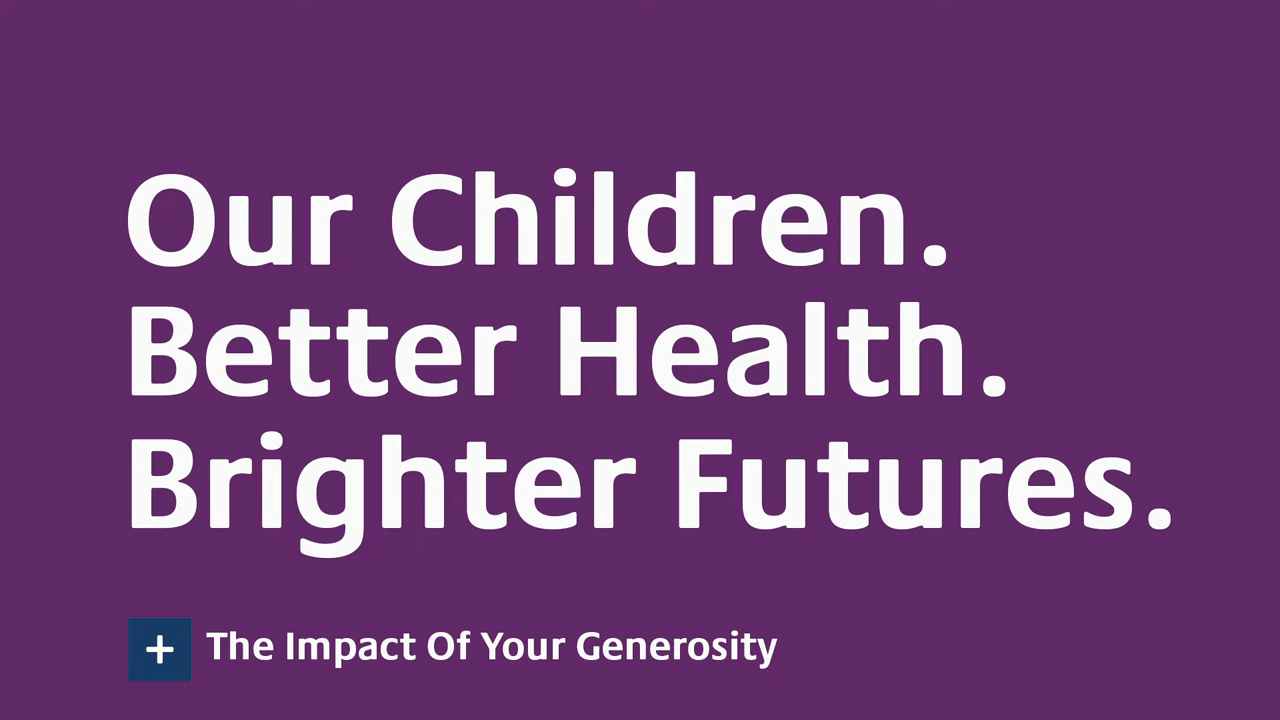 Our Children.
Better Health.
Brighter Futures.
+ The Impact Of Your Generosity